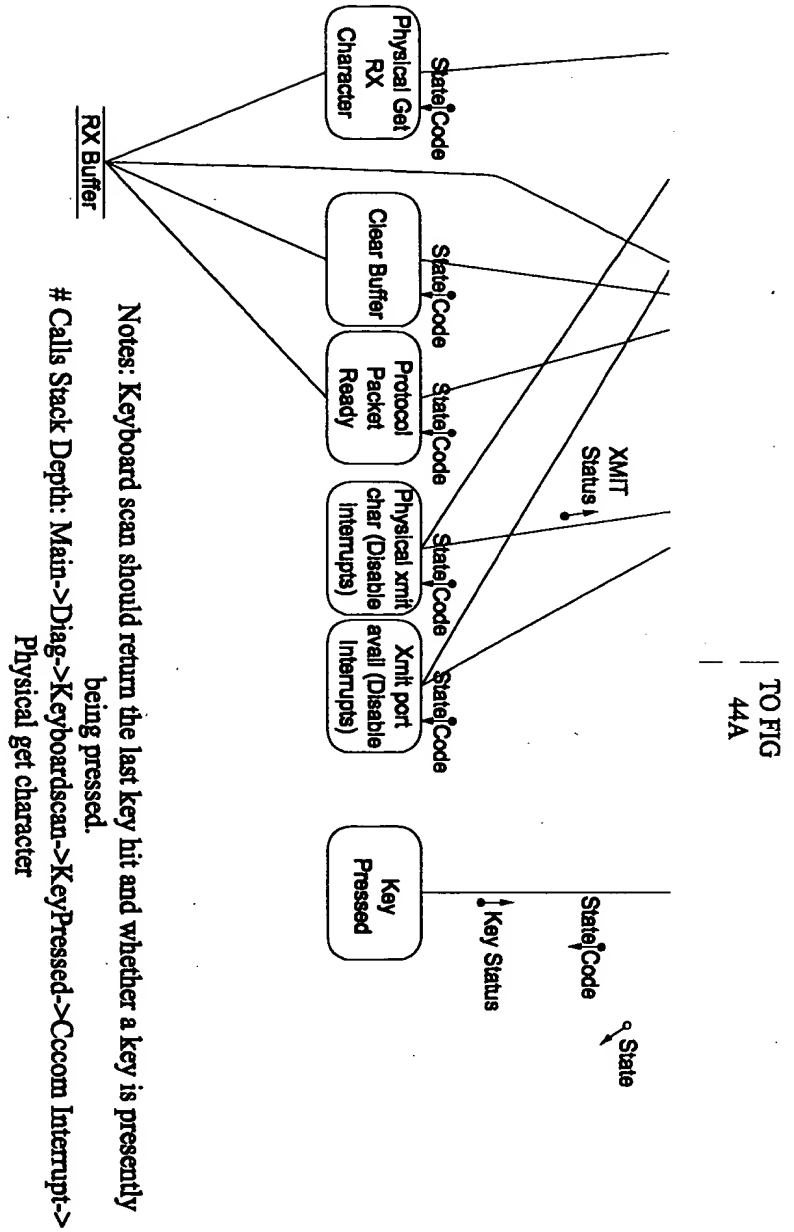 TO FIG
44A
XMIT
Status
State Code
State
Key Status
State Code
State Code
State Code
State Code
State Code
Physical Get
RX
Character
Clear Buffer
Protocol
Packet
Ready
Physical xmit
char (Disable
interrupts)
Xmit port
avail (Disable
Interrupts)
Key
Pressed
RX Buffer
Notes: Keyboard scan should return the last key hit and whether a key is presently
being pressed.
# Calls Stack Depth: Main->Diag->Keyboardscan->KeyPressed->Cccom Interrupt->
Physical get character